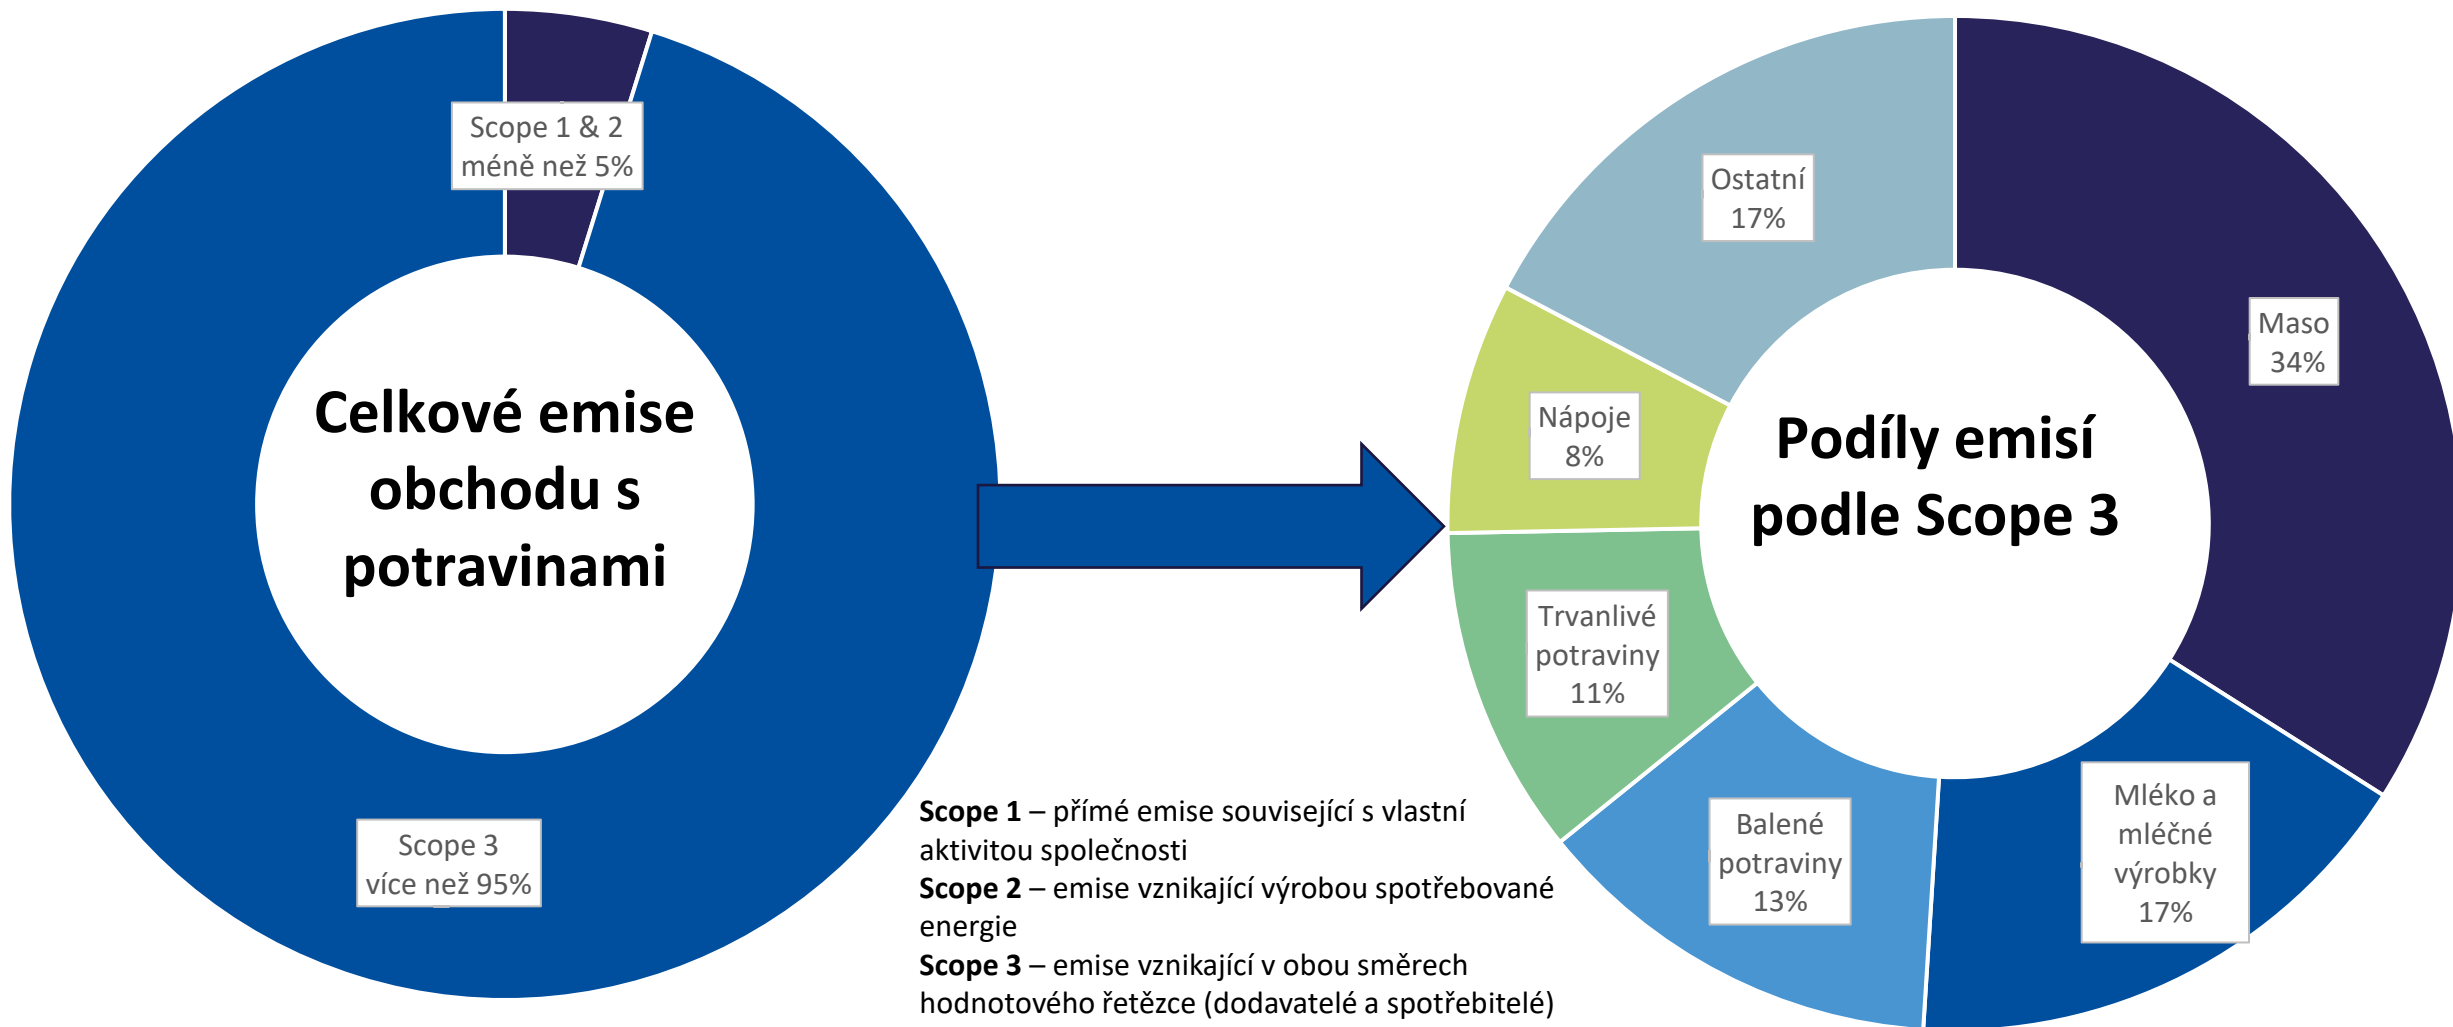 Scope 1 & 2
méně než 5%
Celkové emise
obchodu s
potravinami
Scope 3
více než 95%
Ostatní
17%
Maso
34%
Nápoje
8%
Podíly emisí
podle Scope 3
Trvanlivé
potraviny
11%
Balené
potraviny
13%
Mléko a
mléčné
výrobky
17%
Scope 1 – přímé emise související s vlastní
aktivitou společnosti
Scope 2 – emise vznikající výrobou spotřebované
energie
Scope 3 – emise vznikající v obou směrech
hodnotového řetězce (dodavatelé a spotřebitelé)